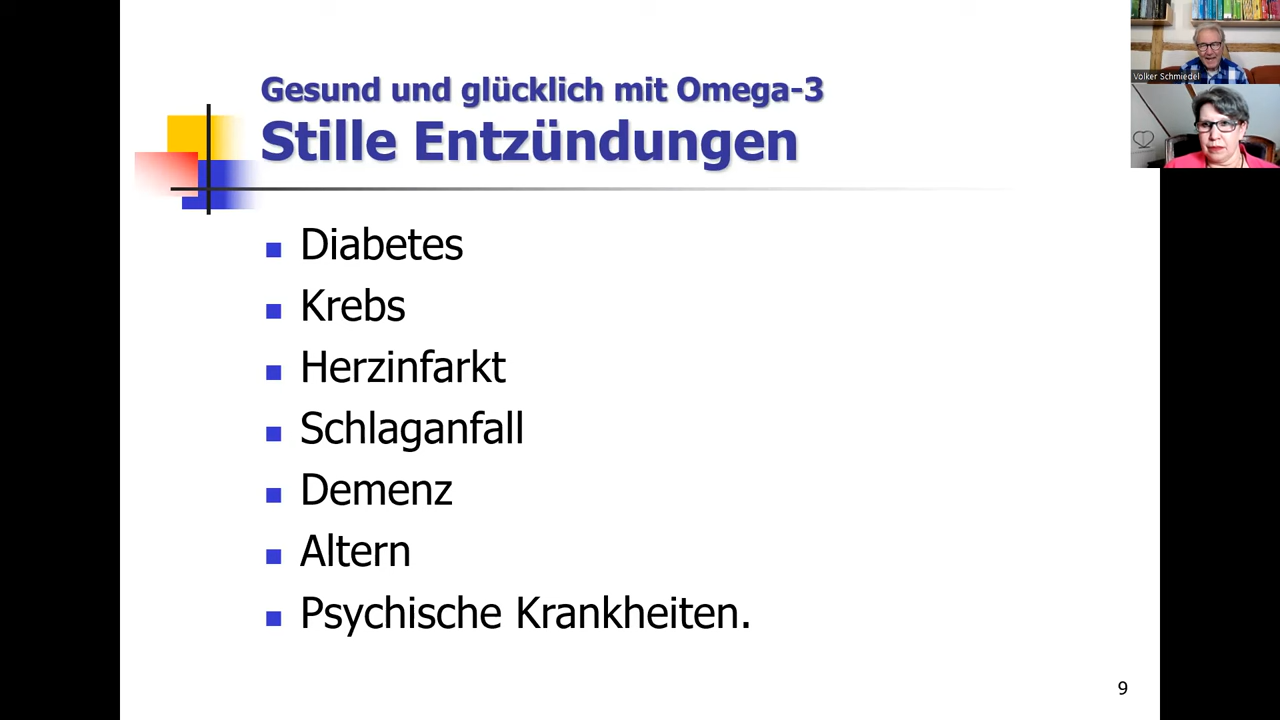 Gesund und glücklich mit Omega-3
Stille Entzündungen
Diabetes
Krebs
Herzinfarkt
Schlaganfall
Demenz
Altern
Psychische Krankheiten.
9
Volker Schmiedel